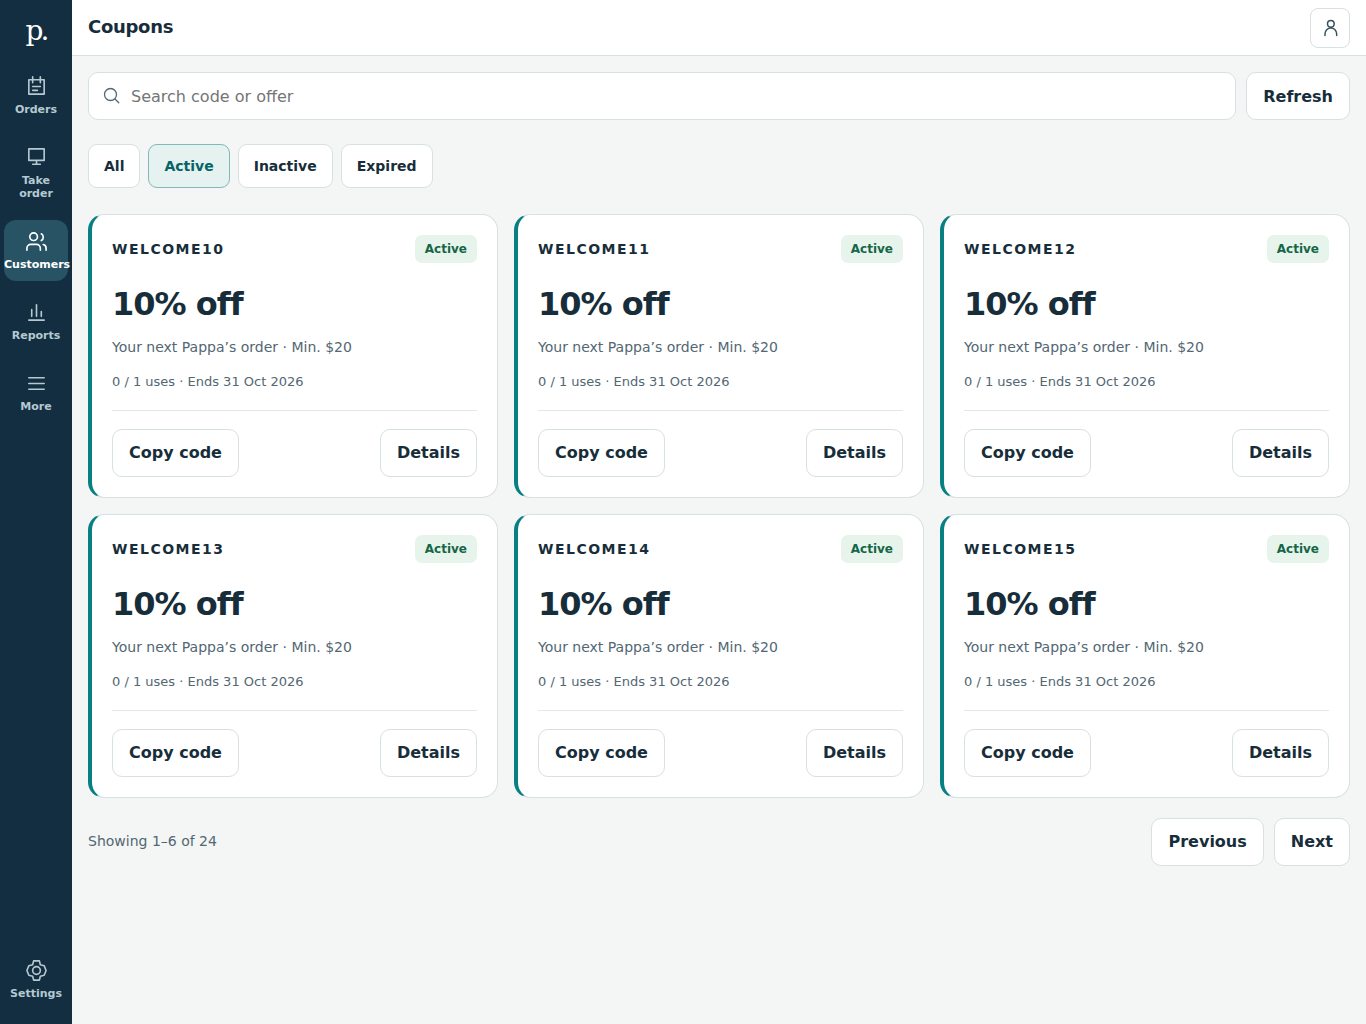 p.
Coupons
Orders
Take
order
Customers
Reports
More
Settings
Search code or offer
Refresh
All
Active
Inactive
Expired
WELCOME10
Active
10% off
Your next Pappa’s order · Min. $20
0 / 1 uses · Ends 31 Oct 2026
Copy code
Details
WELCOME11
Active
10% off
Your next Pappa’s order · Min. $20
0 / 1 uses · Ends 31 Oct 2026
Copy code
Details
WELCOME12
Active
10% off
Your next Pappa’s order · Min. $20
0 / 1 uses · Ends 31 Oct 2026
Copy code
Details
WELCOME13
Active
10% off
Your next Pappa’s order · Min. $20
0 / 1 uses · Ends 31 Oct 2026
Copy code
Details
WELCOME14
Active
10% off
Your next Pappa’s order · Min. $20
0 / 1 uses · Ends 31 Oct 2026
Copy code
Details
WELCOME15
Active
10% off
Your next Pappa’s order · Min. $20
0 / 1 uses · Ends 31 Oct 2026
Copy code
Details
Showing 1–6 of 24
Previous
Next